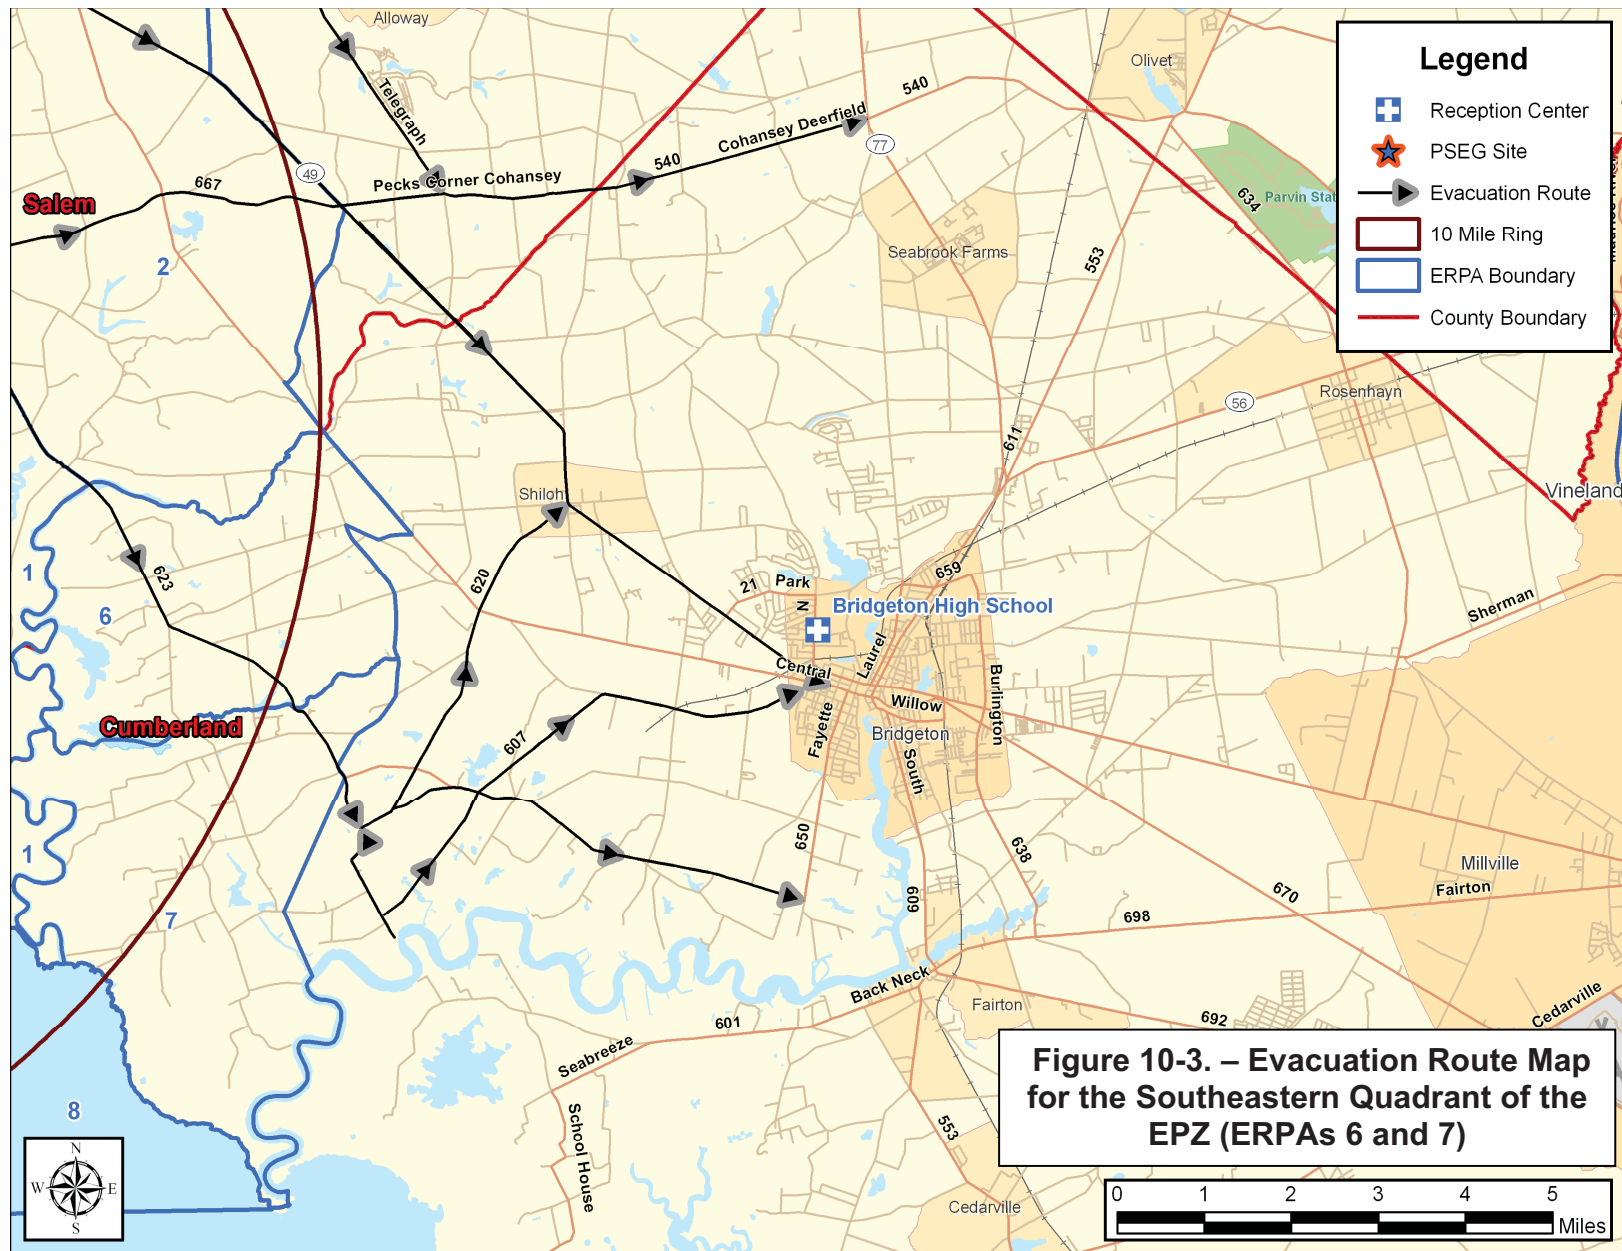 Alloway
Olivet
Legend
Reception Center
PSEG Site
Evacuation Route
10 Mile Ring
ERPA Boundary
County Boundary
Telegraph
540
Cohansey Deerfield
77
540
49
667
Pecks Corner Cohansey
Salem
634
Parvin Stat
2
Seabrook Farms
553
Rosenhayn
56
611
Shiloh
Vineland
1
623
6
620
21
Park
N
659
Bridgeton High School
Sherman
Central
Laurel
Burlington
Willow
Fayette
Bridgeton
South
Cumberland
607
1
650
638
Millville
Fairton
609
670
698
7
Back Neck
Fairton
601
692
Cedarville
Seabreeze
Figure 10-3. – Evacuation Route Map
for the Southeastern Quadrant of the
EPZ (ERPAs 6 and 7)
8
School House
553
Cedarville
N
W
E
S
0
1
2
3
4
5
Miles